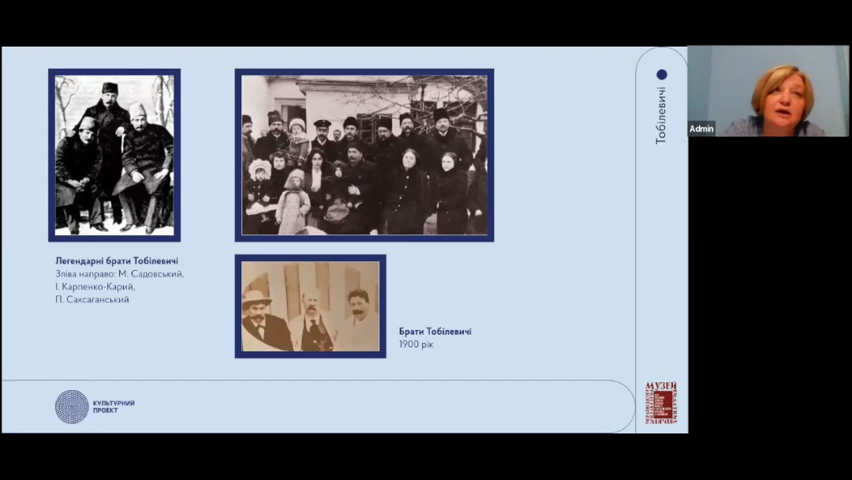 Тобілевичі
Admin
Легендарні брати Тобілевичі
Зліва направо: М. Садовський,
І. Карпенко-Карий,
П. Саксаганський
Брати Тобілевичі
1900 рік
КУЛЬТУРНИЙ
ПРОЕКТ
МУЗЕЙ